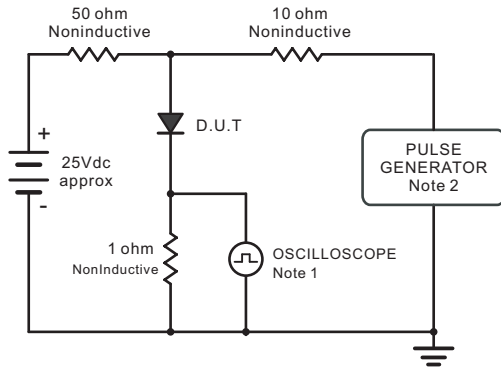 50 ohm
Noninductive
10 ohm
Noninductive
D.U.T
+
25Vdc
approx
-
PULSE
GENERATOR
Note 2
1 ohm
NonInductive
OSCILLOSCOPE
Note 1